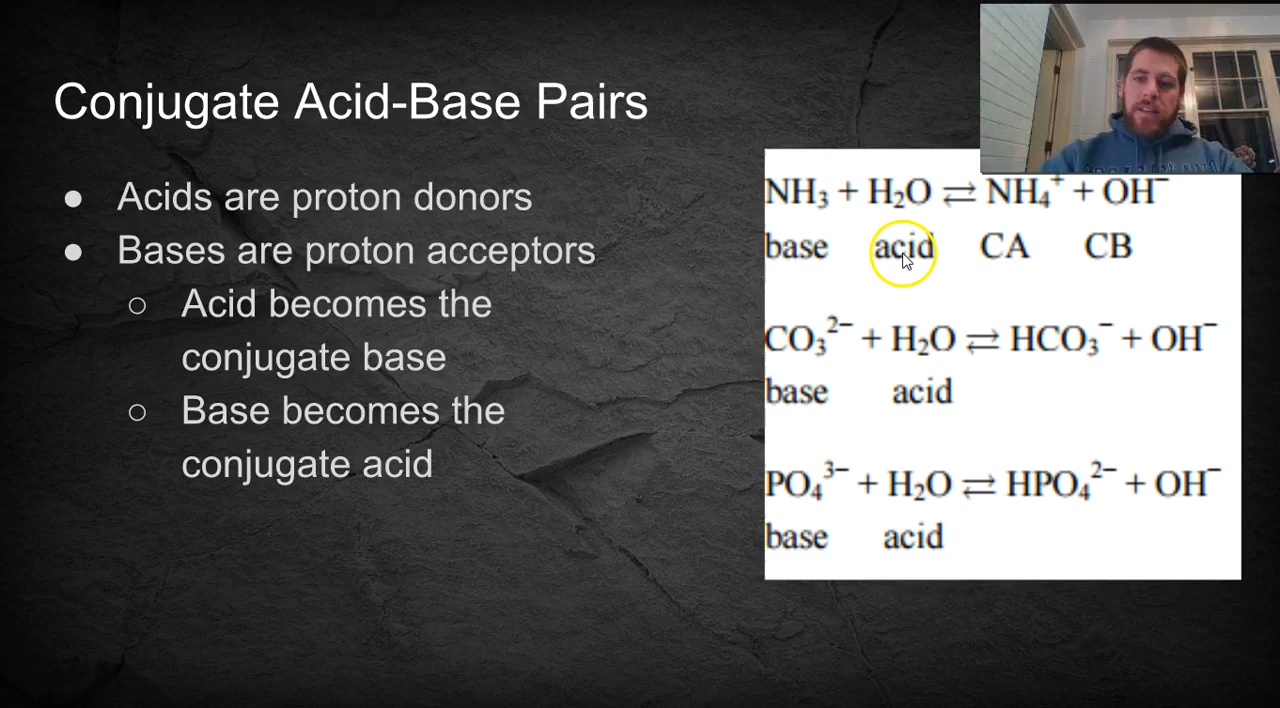 Conjugate Acid-Base Pairs
● Acids are proton donors
● Bases are proton acceptors
○ Acid becomes the
conjugate base
○ Base becomes the
conjugate acid
NH₃ + H₂O ⇌ NH₄⁺ + OH⁻
base acid CA CB
CO₃²⁻ + H₂O ⇌ HCO₃⁻ + OH⁻
base acid
PO₄³⁻ + H₂O ⇌ HPO₄²⁻ + OH⁻
base acid